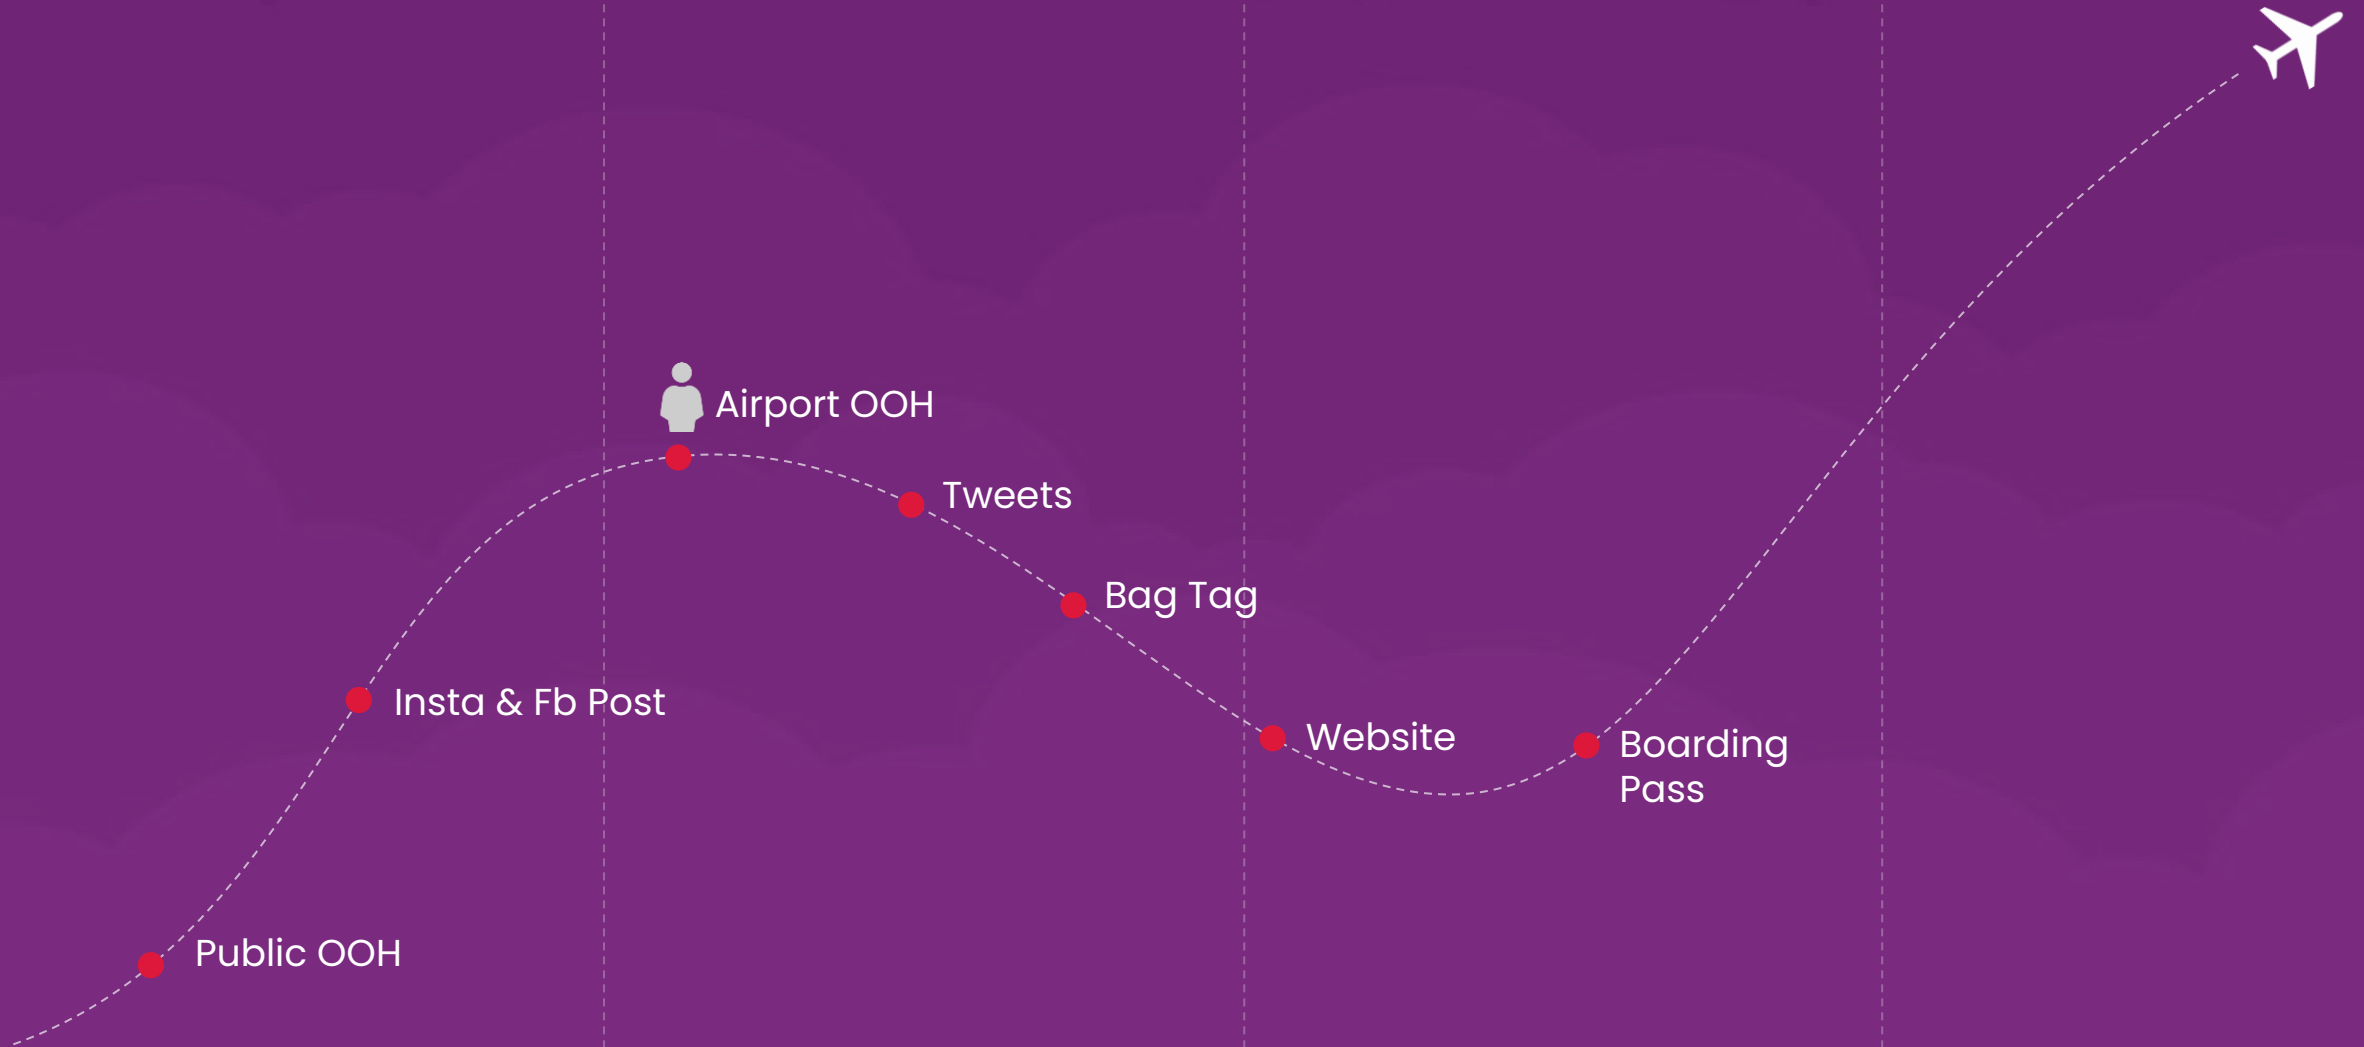 Airport OOH
Tweets
Bag Tag
Insta & Fb Post
Website
Boarding
Pass
Public OOH